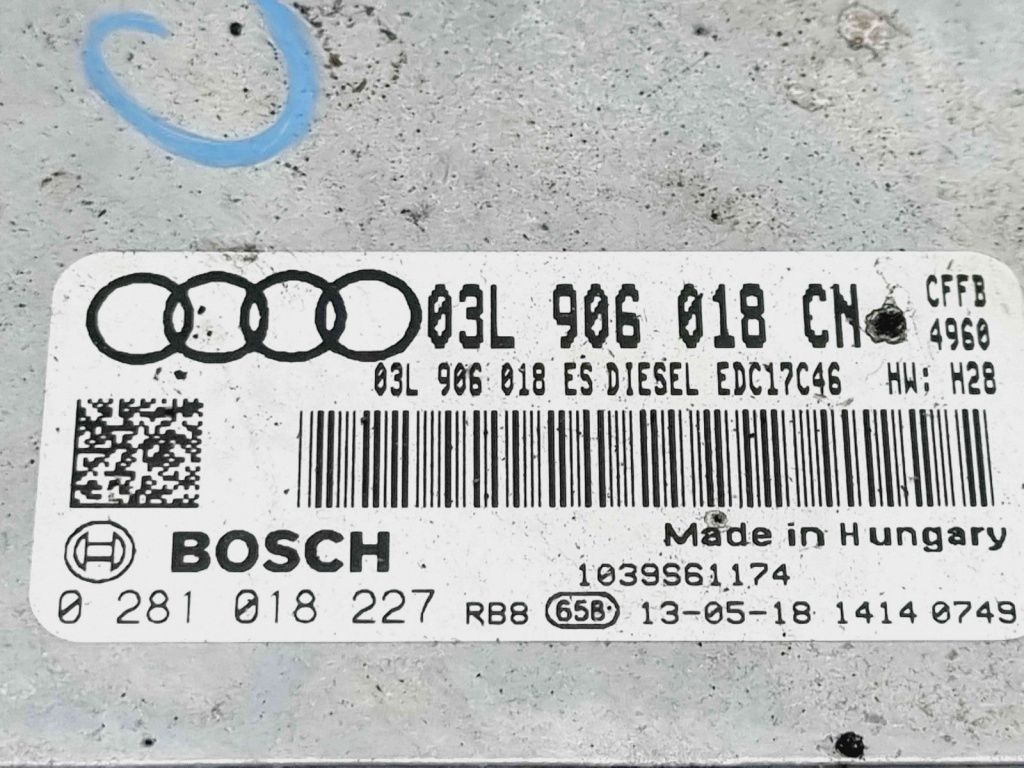 03L 906 018 CN CFFB
4960
03L 906 018 ES DIESEL EDC17C46 HW: H28
Made in Hungary
BOSCH
1039S61174
0 281 018 227 RB8 65B 13-05-18 1414 0749